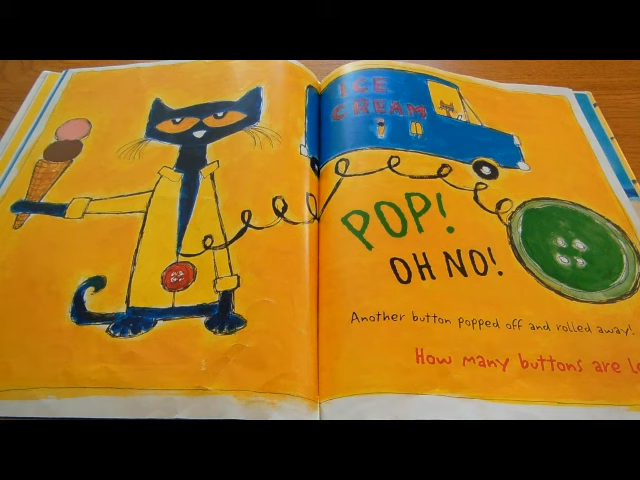 ICE
CREAM
POP!
OH NO!
Another button popped off and rolled away!
How many buttons are